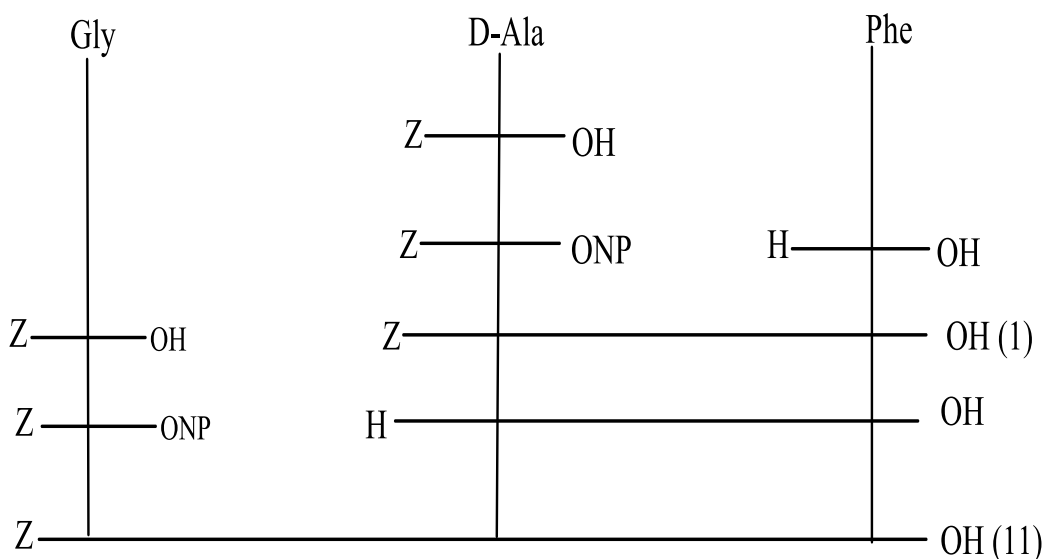 Gly D-Ala Phe
Z OH
Z ONP H OH
Z OH Z OH (1)
Z ONP H OH
Z OH (11)